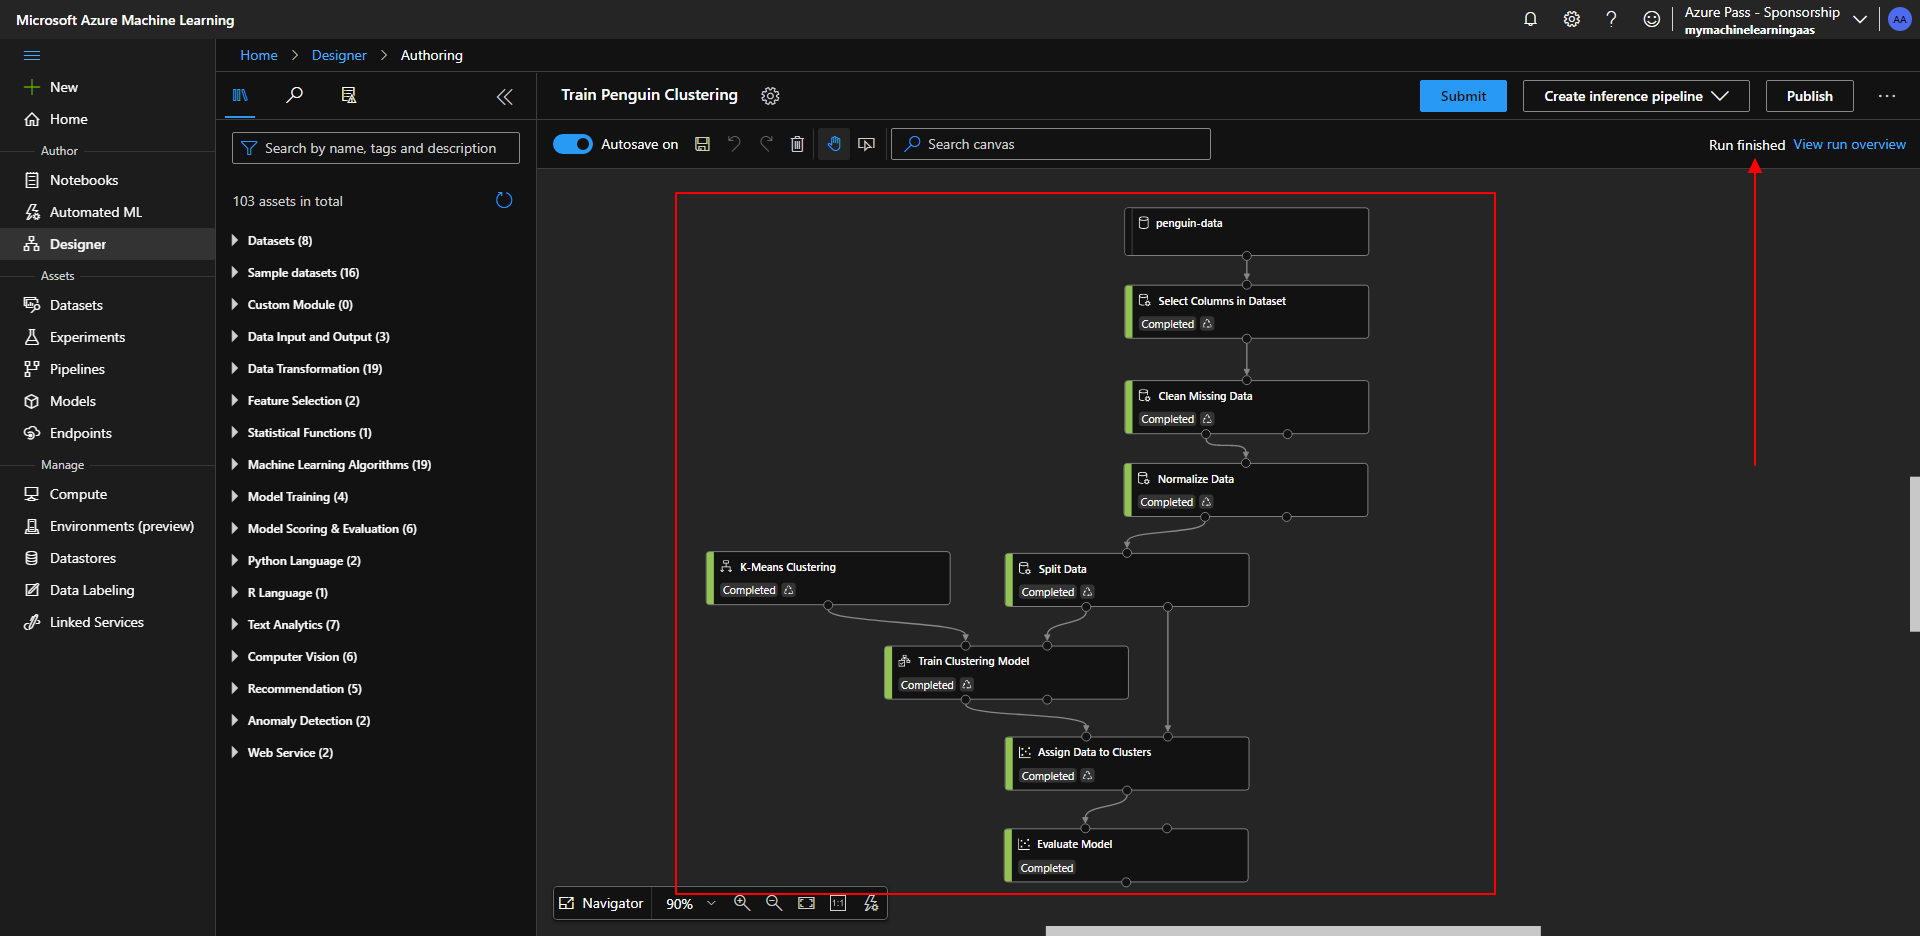 Microsoft Azure Machine Learning
Azure Pass - Sponsorship
mymachinelearningaas
AA
New
Home
Author
Notebooks
Automated ML
Designer
Assets
Datasets
Experiments
Pipelines
Models
Endpoints
Manage
Compute
Environments (preview)
Datastores
Data Labeling
Linked Services
Home > Designer > Authoring
Search by name, tags and description
103 assets in total
Datasets (8)
Sample datasets (16)
Custom Module (0)
Data Input and Output (3)
Data Transformation (19)
Feature Selection (2)
Statistical Functions (1)
Machine Learning Algorithms (19)
Model Training (4)
Model Scoring & Evaluation (6)
Python Language (2)
R Language (1)
Text Analytics (7)
Computer Vision (6)
Recommendation (5)
Anomaly Detection (2)
Web Service (2)
Train Penguin Clustering
Submit
Create inference pipeline
Publish
Autosave on
Search canvas
Run finished View run overview
penguin-data
Select Columns in Dataset
Completed
Clean Missing Data
Completed
Normalize Data
Completed
K-Means Clustering
Completed
Split Data
Completed
Train Clustering Model
Completed
Assign Data to Clusters
Completed
Evaluate Model
Completed
Navigator
90%
1:1